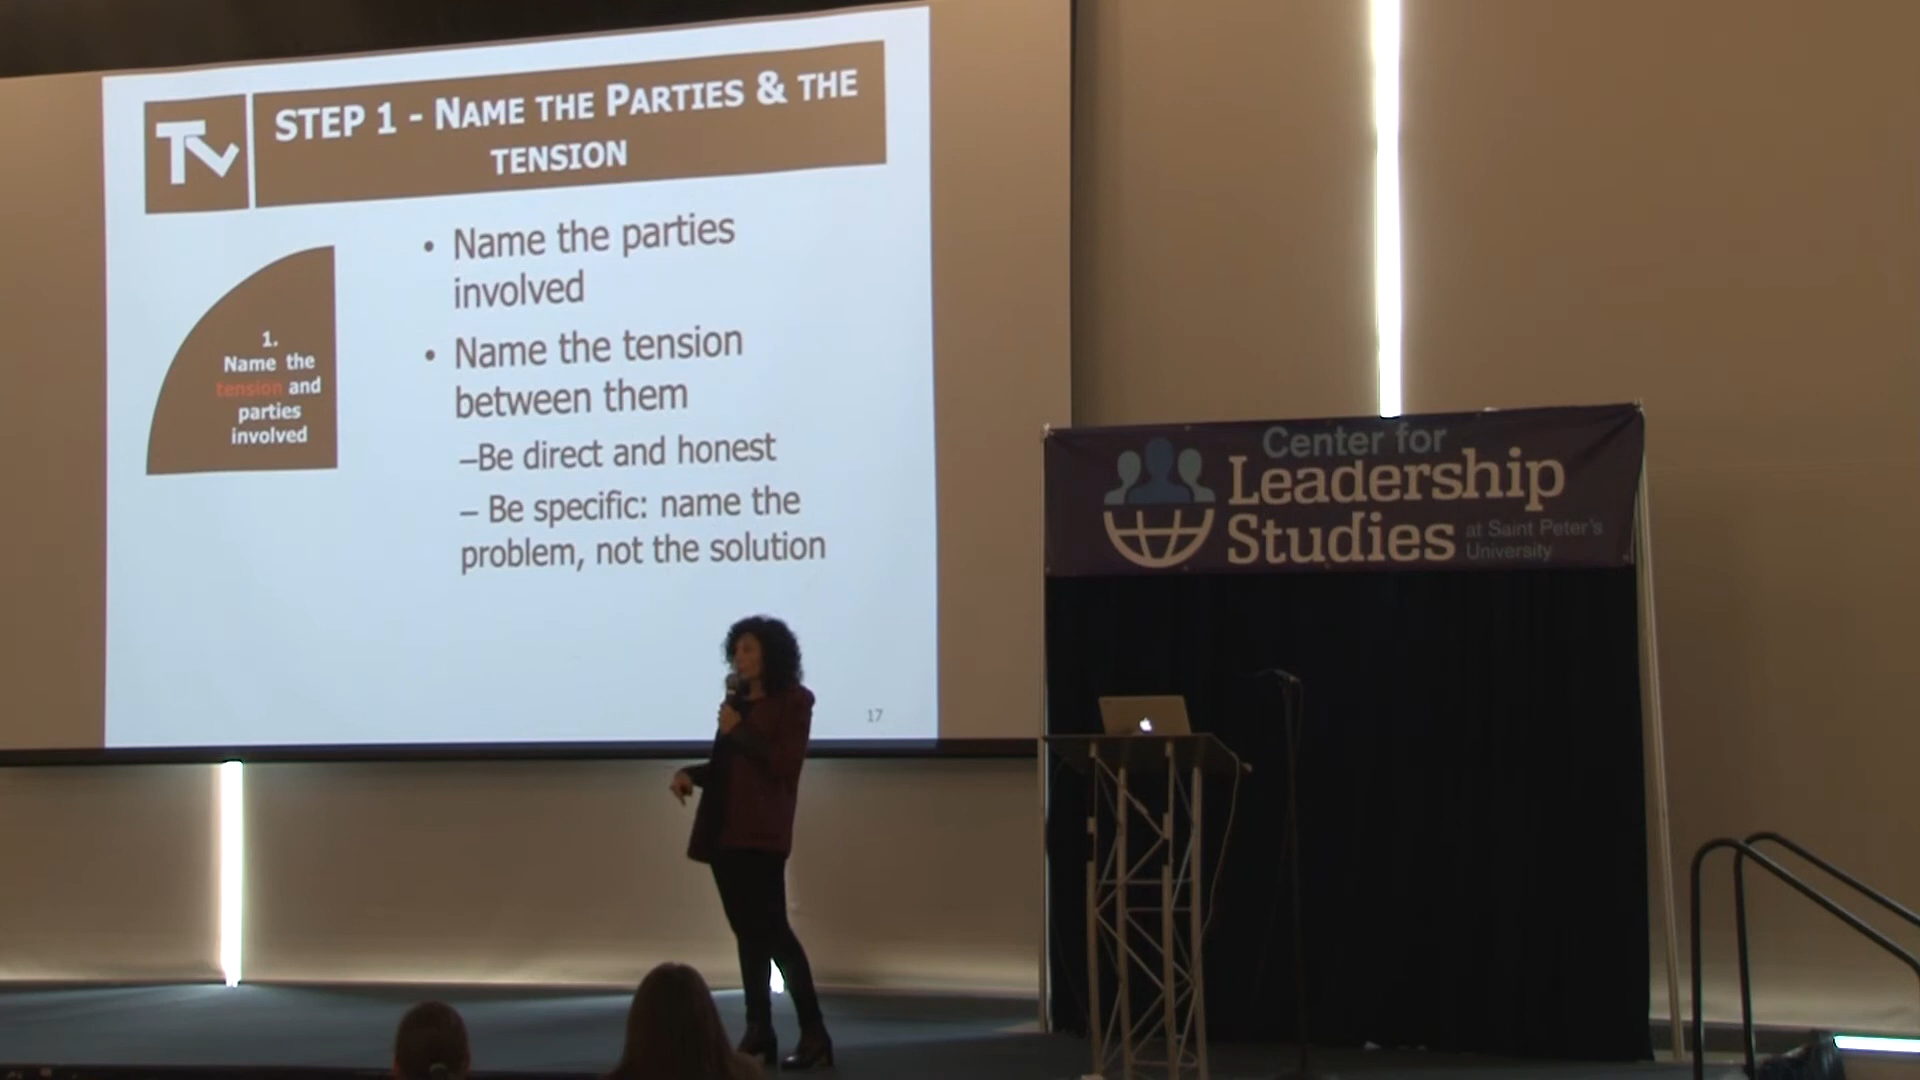 TV
STEP 1 - NAME THE PARTIES & THE
TENSION
1.
Name the
tension and
parties
involved
• Name the parties
involved
• Name the tension
between them
–Be direct and honest
– Be specific: name the
problem, not the solution
17
Center for
Leadership
Studies
at Saint Peter's
University